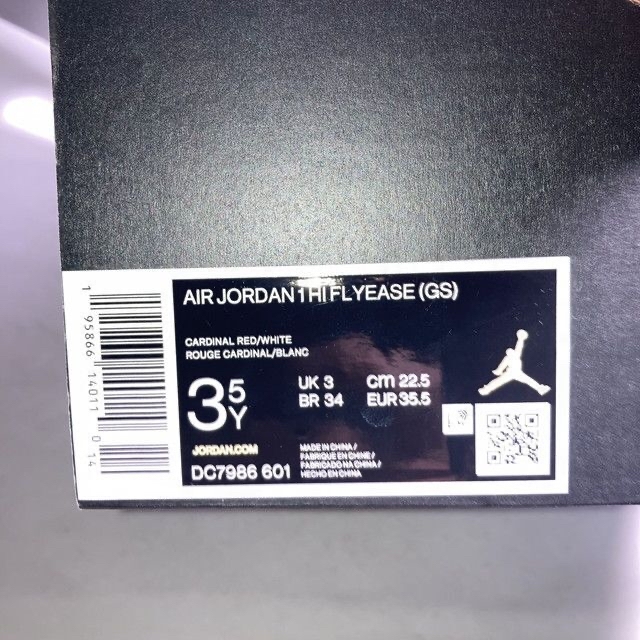 AIR JORDAN 1 HI FLYEASE (GS)
CARDINAL RED/WHITE
ROUGE CARDINAL/BLANC
3 5 Y
UK 3 CM 22.5
BR 34 EUR 35.5
JORDAN.COM
DC7986 601
MADE IN CHINA /
FABRIQUE EN CHINE /
FABRICADO NA CHINA /
HECHO EN CHINA
1 95866 14011 0 14